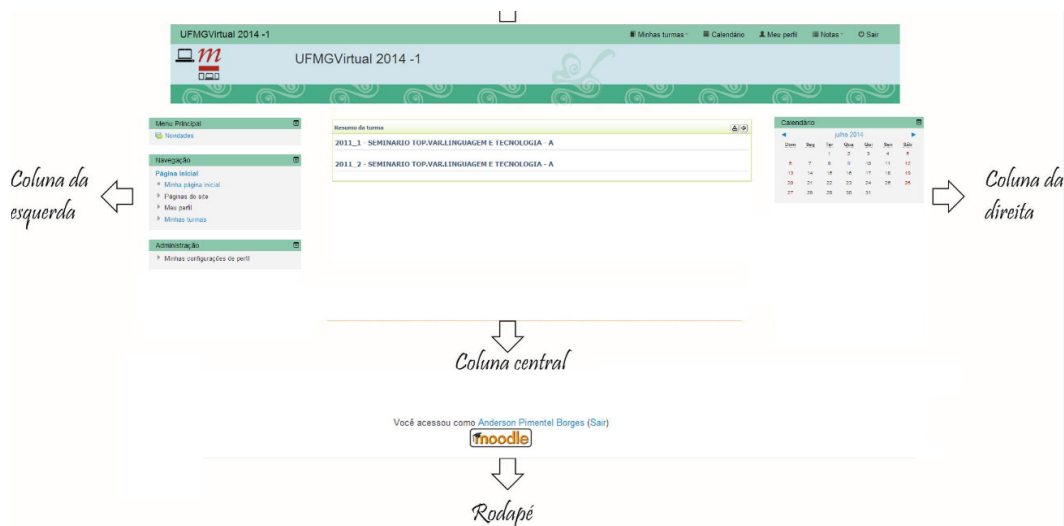 UFMGVirtual 2014 -1
Minhas turmas
Calendário
Meu perfil
Notas
Sair
m
UFMGVirtual 2014 -1
Menu Principal
Novidades
Navegação
Página inicial
Minha página inicial
Páginas do site
Meu perfil
Minhas turmas
Administração
Minhas configurações de perfil
Coluna da
esquerda
Resumo da turma
2011_1 - SEMINARIO TOP.VAR.LINGUAGEM E TECNOLOGIA - A
2011_2 - SEMINARIO TOP.VAR.LINGUAGEM E TECNOLOGIA - A
Calendário
julho 2014
Dom Seg Ter Qua Qui Sex Sáb
1 2 3 4 5
6 7 8 9 10 11 12
13 14 15 16 17 18 19
20 21 22 23 24 25 26
27 28 29 30 31
Coluna da
direita
Coluna central
Você acessou como Anderson Pimentel Borges (Sair)
moodle
Rodapé